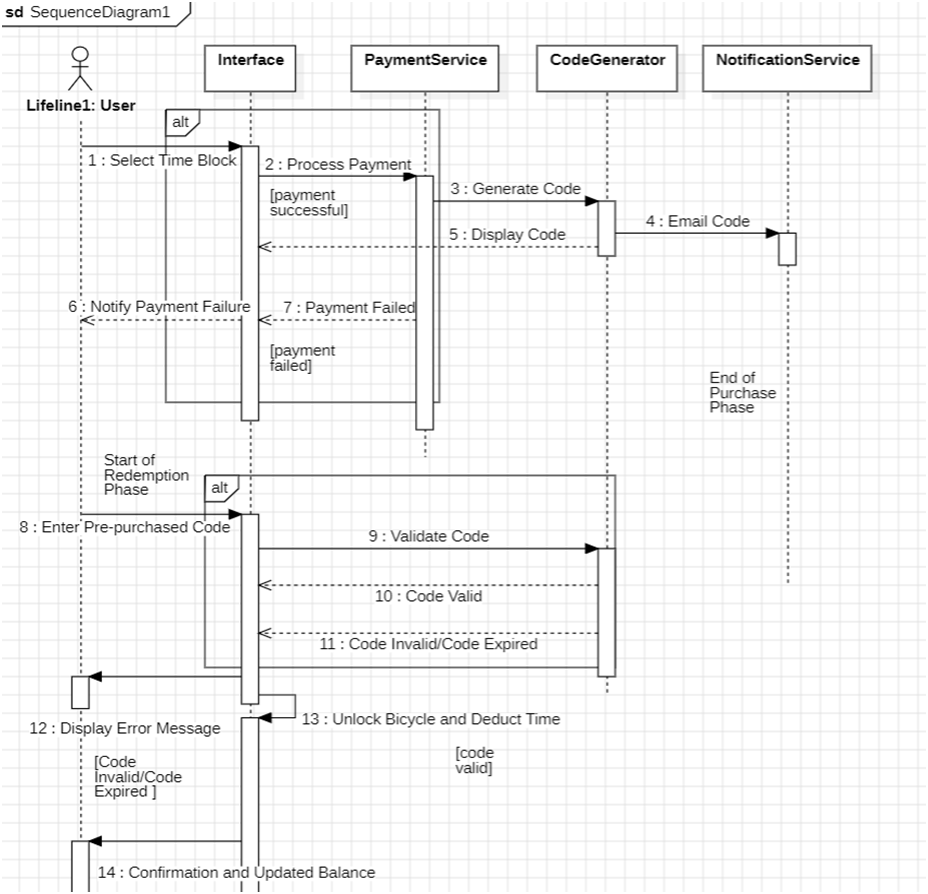 sd SequenceDiagram1
Interface
PaymentService
CodeGenerator
NotificationService
Lifeline1: User
alt
1 : Select Time Block
2 : Process Payment
[payment
successful]
3 : Generate Code
4 : Email Code
5 : Display Code
6 : Notify Payment Failure
7 : Payment Failed
[payment
failed]
End of
Purchase
Phase
Start of
Redemption
Phase
alt
8 : Enter Pre-purchased Code
9 : Validate Code
10 : Code Valid
11 : Code Invalid/Code Expired
12 : Display Error Message
13 : Unlock Bicycle and Deduct Time
[code
valid]
[Code
Invalid/Code
Expired ]
14 : Confirmation and Updated Balance